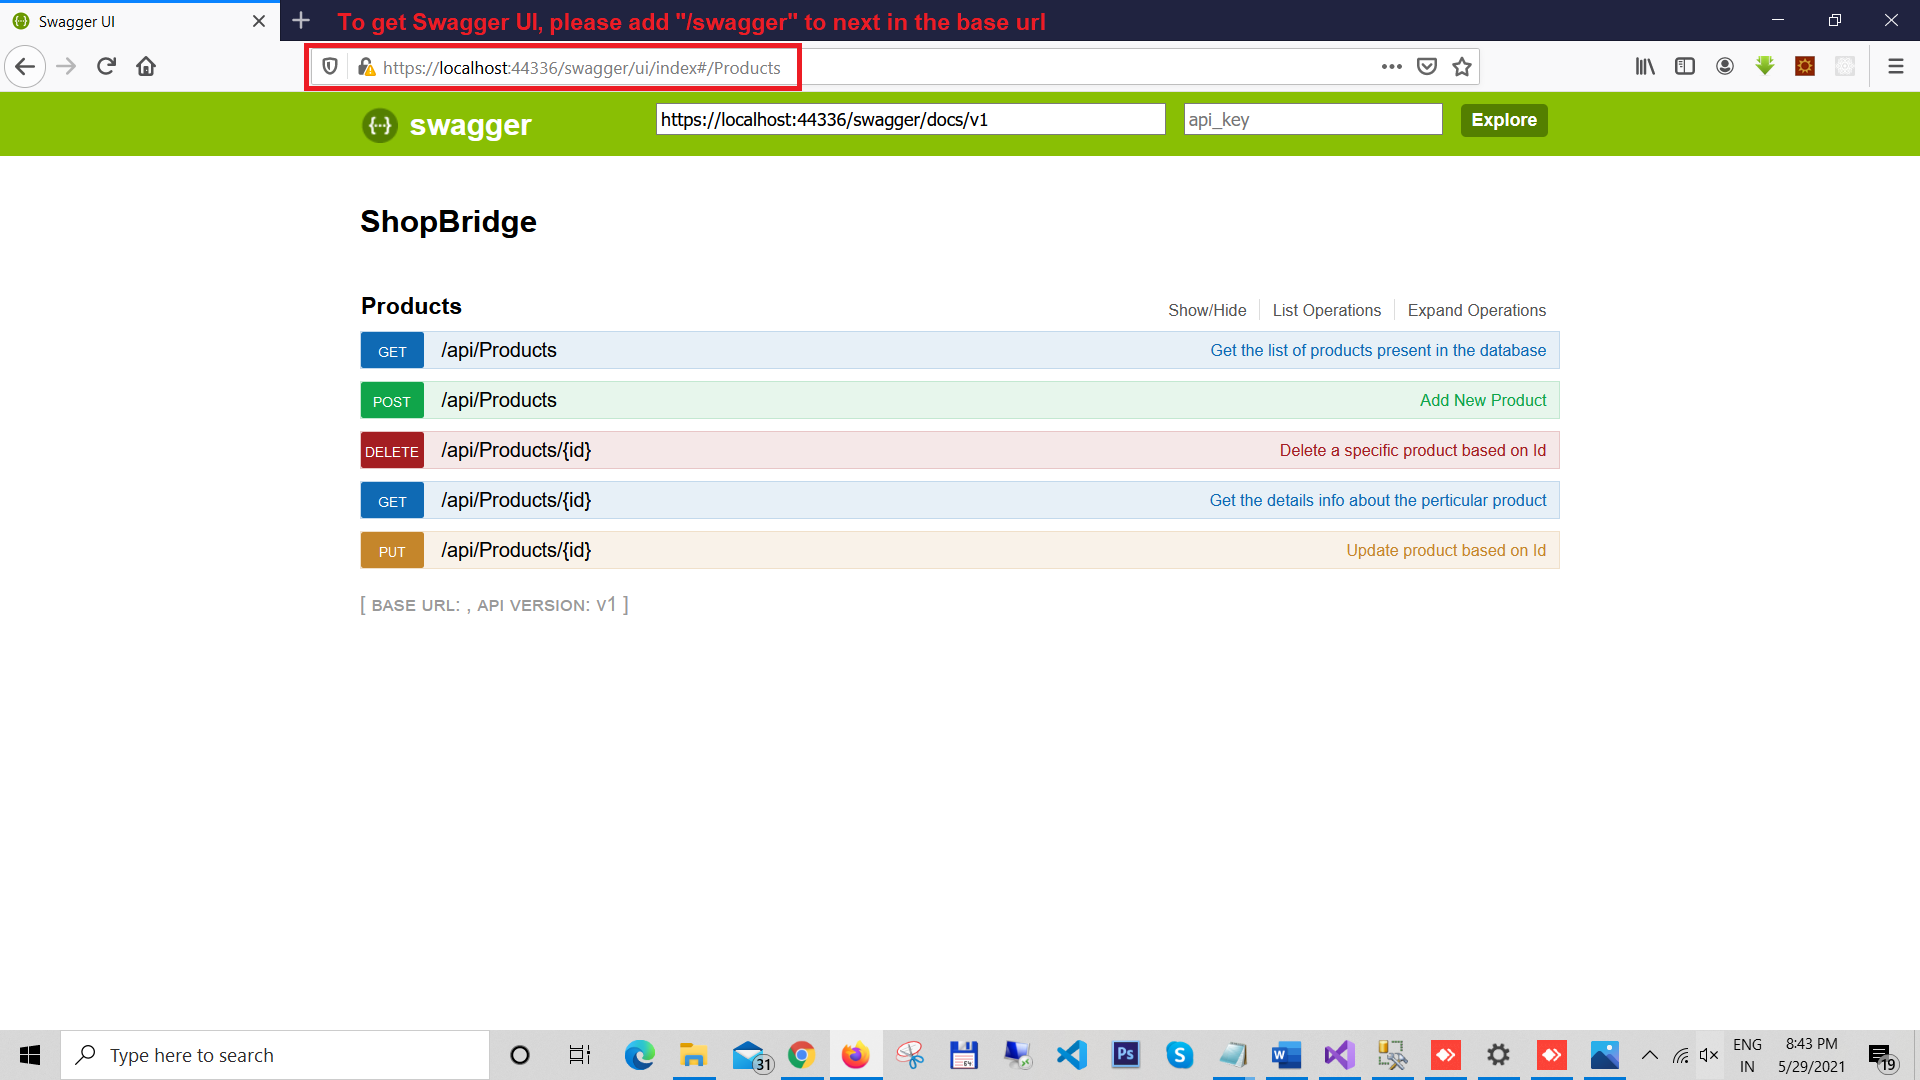 Swagger UI
To get Swagger UI, please add "/swagger" to next in the base url
https://localhost:44336/swagger/ui/index#/Products
{···} swagger
https://localhost:44336/swagger/docs/v1
api_key
Explore
ShopBridge
Products
Show/Hide
List Operations
Expand Operations
GET /api/Products Get the list of products present in the database
POST /api/Products Add New Product
DELETE /api/Products/{id} Delete a specific product based on Id
GET /api/Products/{id} Get the details info about the perticular product
PUT /api/Products/{id} Update product based on Id
[ BASE URL: , API VERSION: V1 ]
Type here to search
31
64
Ps
S
W
ENG
IN
8:43 PM
5/29/2021
19